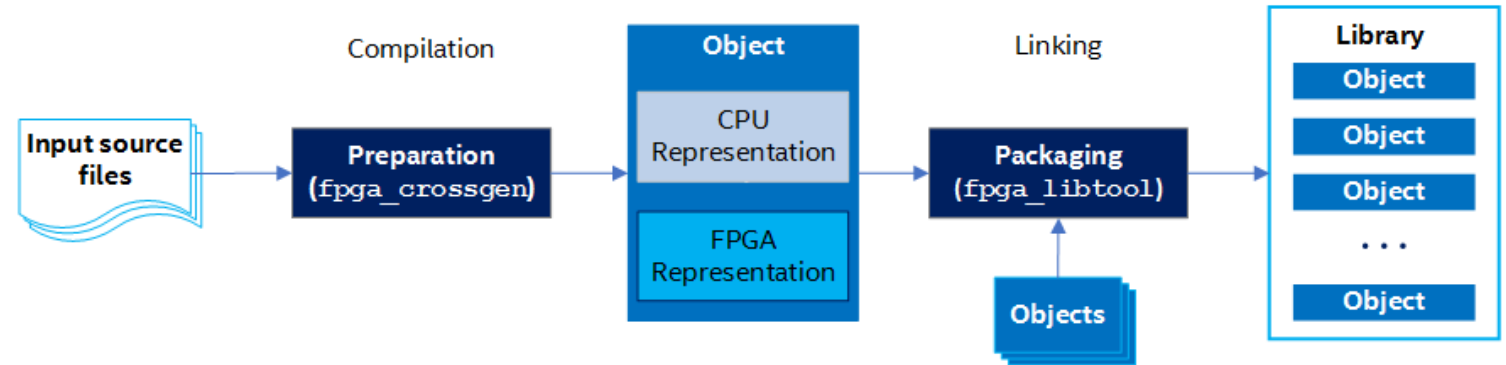 Compilation
Object
Linking
Library
Input source
files
Preparation
(fpga_crossgen)
CPU
Representation
FPGA
Representation
Packaging
(fpga_libtool)
Objects
Object
Object
Object
...
Object